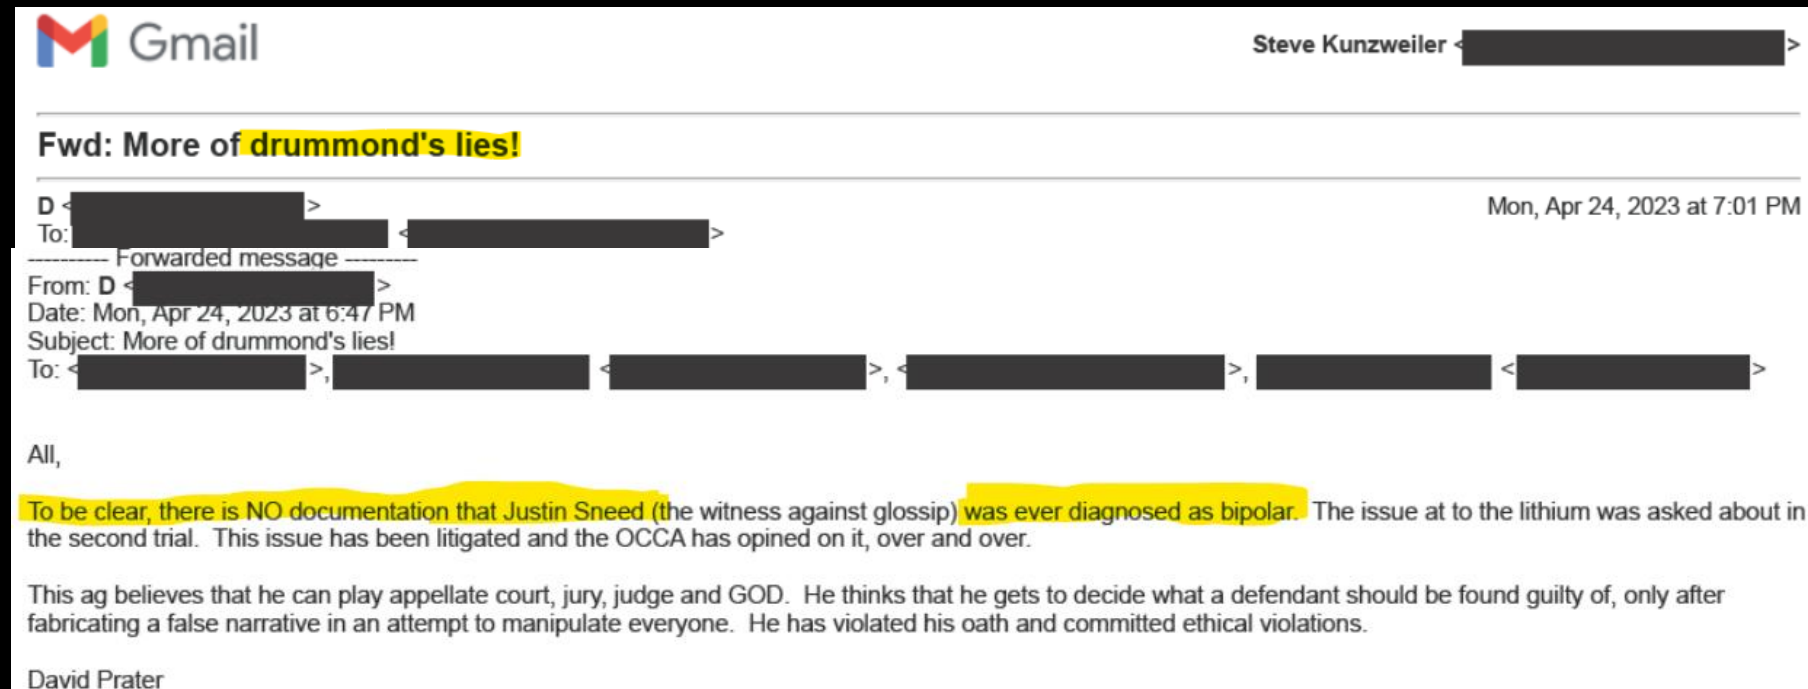 Gmail
Steve Kunzweiler < >
Fwd: More of drummond's lies!
D < >
Mon, Apr 24, 2023 at 7:01 PM
To: < >
---------- Forwarded message ---------
From: D < >
Date: Mon, Apr 24, 2023 at 6:47 PM
Subject: More of drummond's lies!
To: < >, < >, < >, < >
All,
To be clear, there is NO documentation that Justin Sneed (the witness against glossip) was ever diagnosed as bipolar. The issue at to the lithium was asked about in
the second trial. This issue has been litigated and the OCCA has opined on it, over and over.
This ag believes that he can play appellate court, jury, judge and GOD. He thinks that he gets to decide what a defendant should be found guilty of, only after
fabricating a false narrative in an attempt to manipulate everyone. He has violated his oath and committed ethical violations.
David Prater